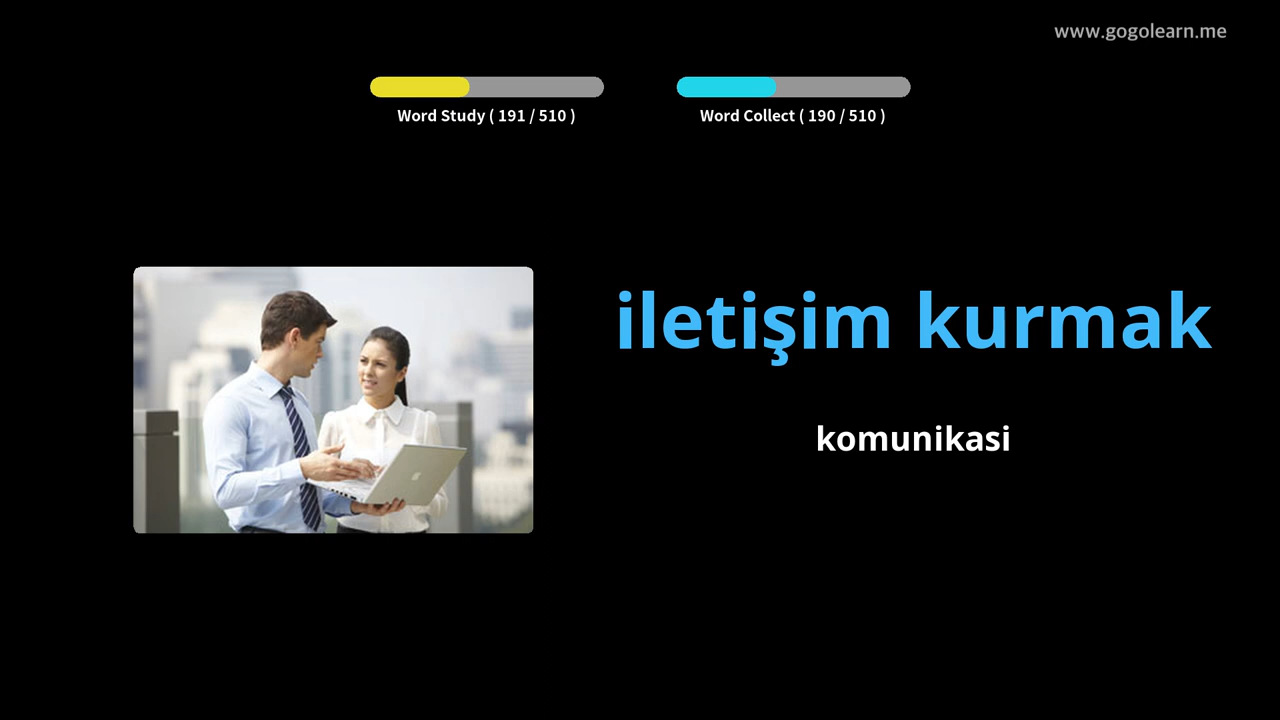 www.gogolearn.me
Word Study ( 191 / 510 )
Word Collect ( 190 / 510 )
iletişim kurmak
komunikasi